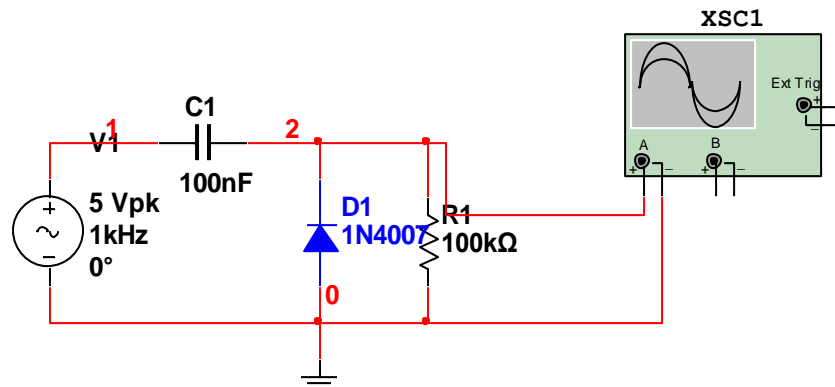 XSC1
Ext Trig
+
−
A
B
+ − + −
C1
1
V1
2
100nF
+
5 Vpk
1kHz
−
0°
D1
1N4007
R1
100kΩ
0